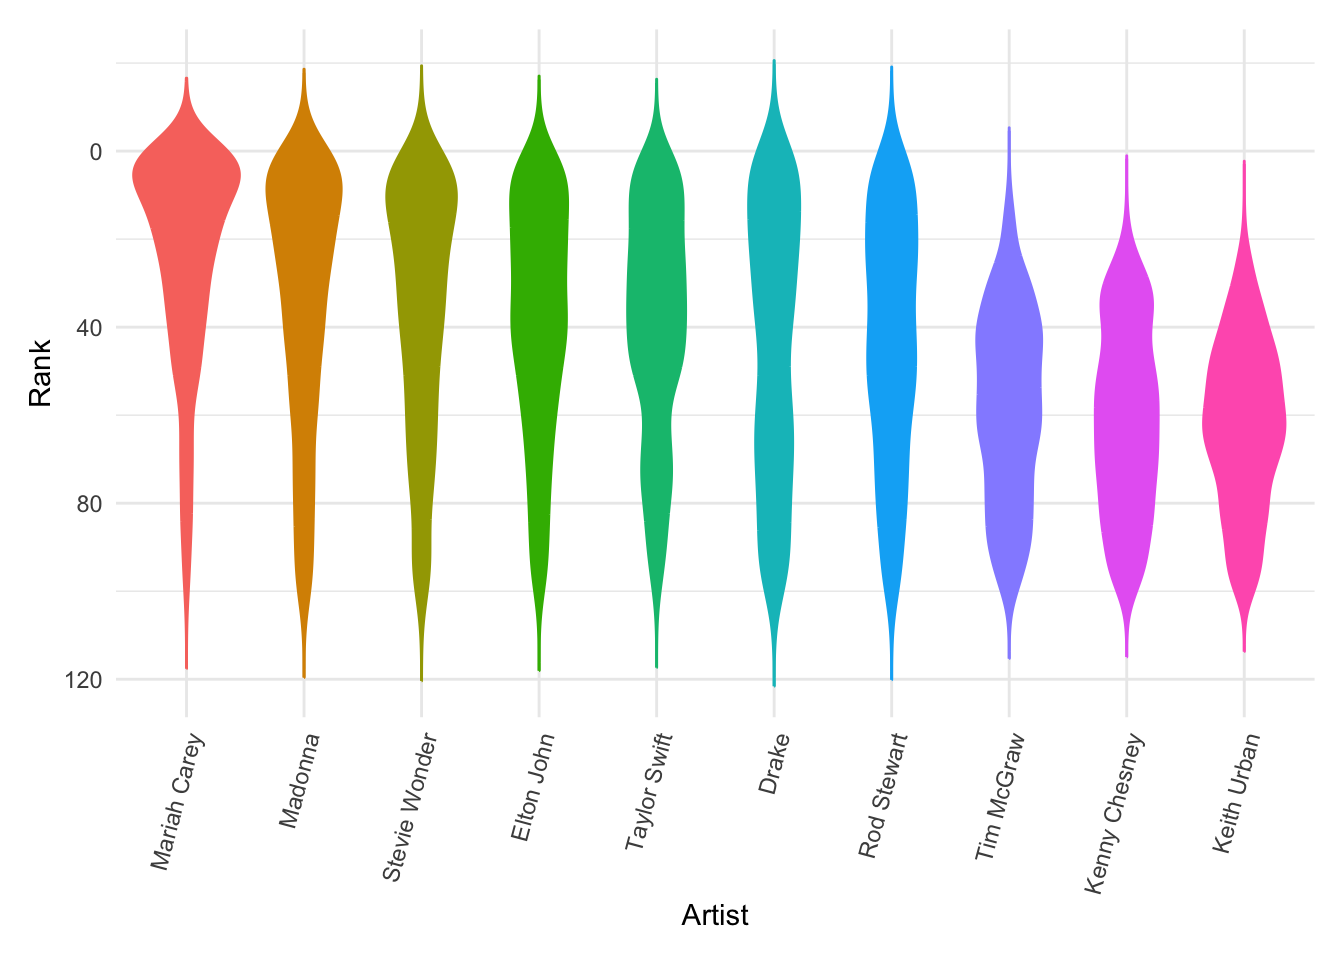 0
40
80
120
Rank
Mariah Carey
Madonna
Stevie Wonder
Elton John
Taylor Swift
Drake
Rod Stewart
Tim McGraw
Kenny Chesney
Keith Urban
Artist